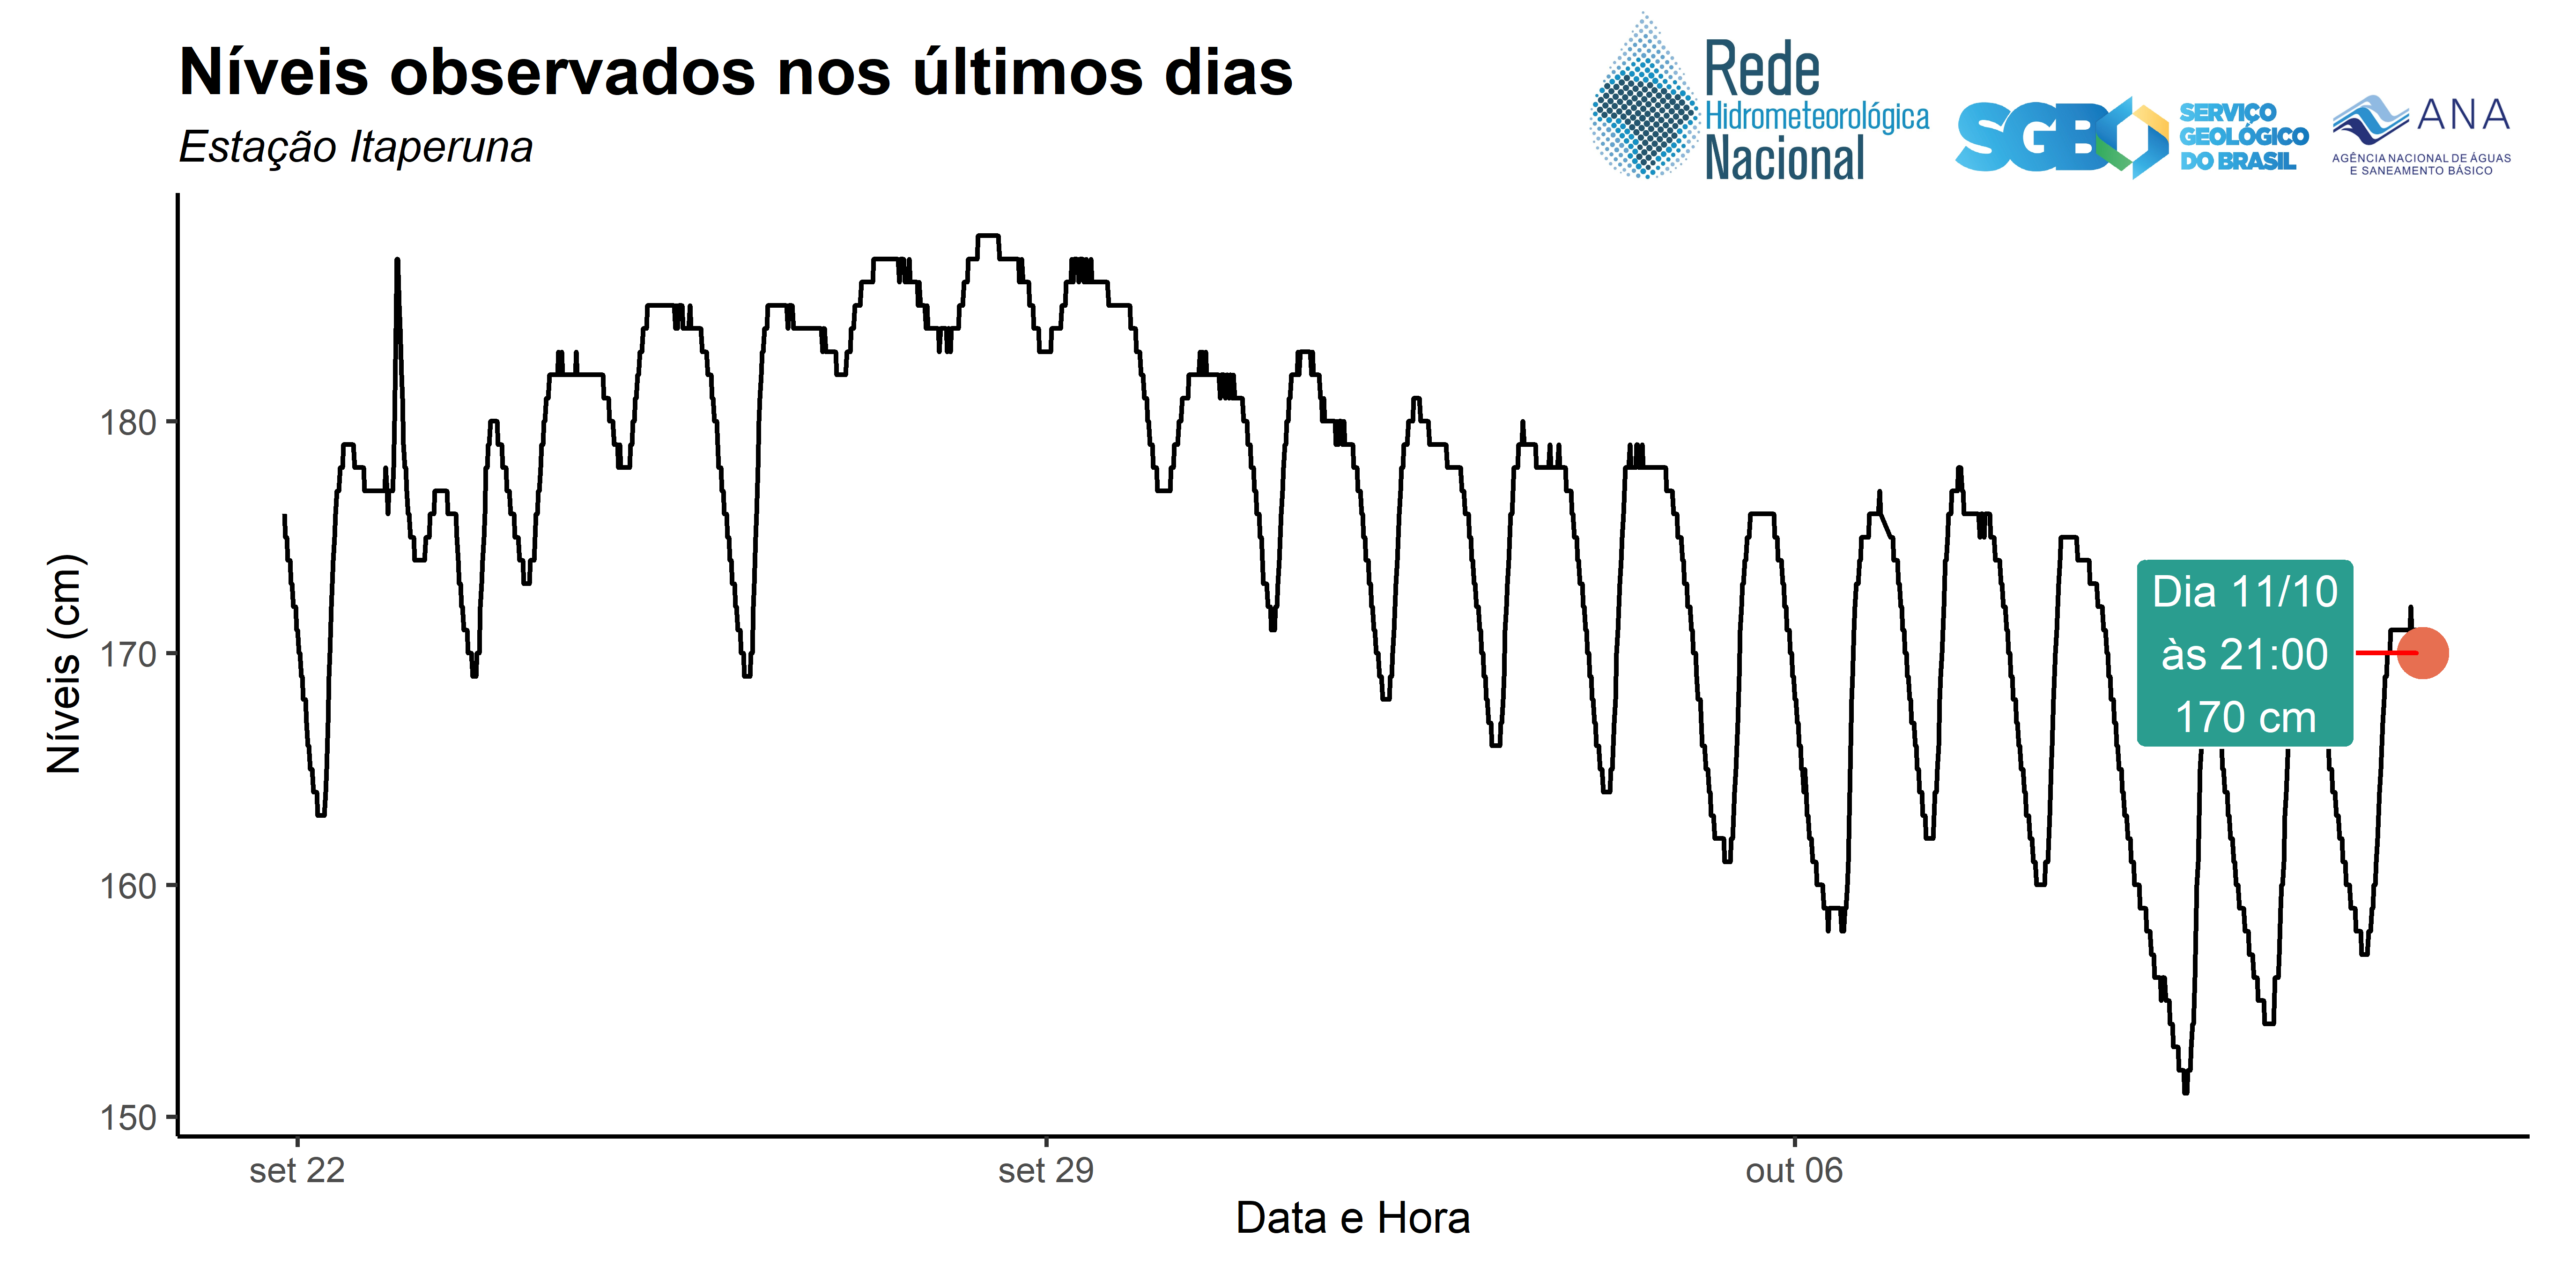 Níveis observados nos últimos dias
Estação Itaperuna
Rede
Hidrometeorológica
Nacional
SGB
SERVIÇO
GEOLÓGICO
DO BRASIL
ANA
AGÊNCIA NACIONAL DE ÁGUAS
E SANEAMENTO BÁSICO
Níveis (cm)
180
170
160
150
Dia 11/10
às 21:00
170 cm
set 22
set 29
out 06
Data e Hora